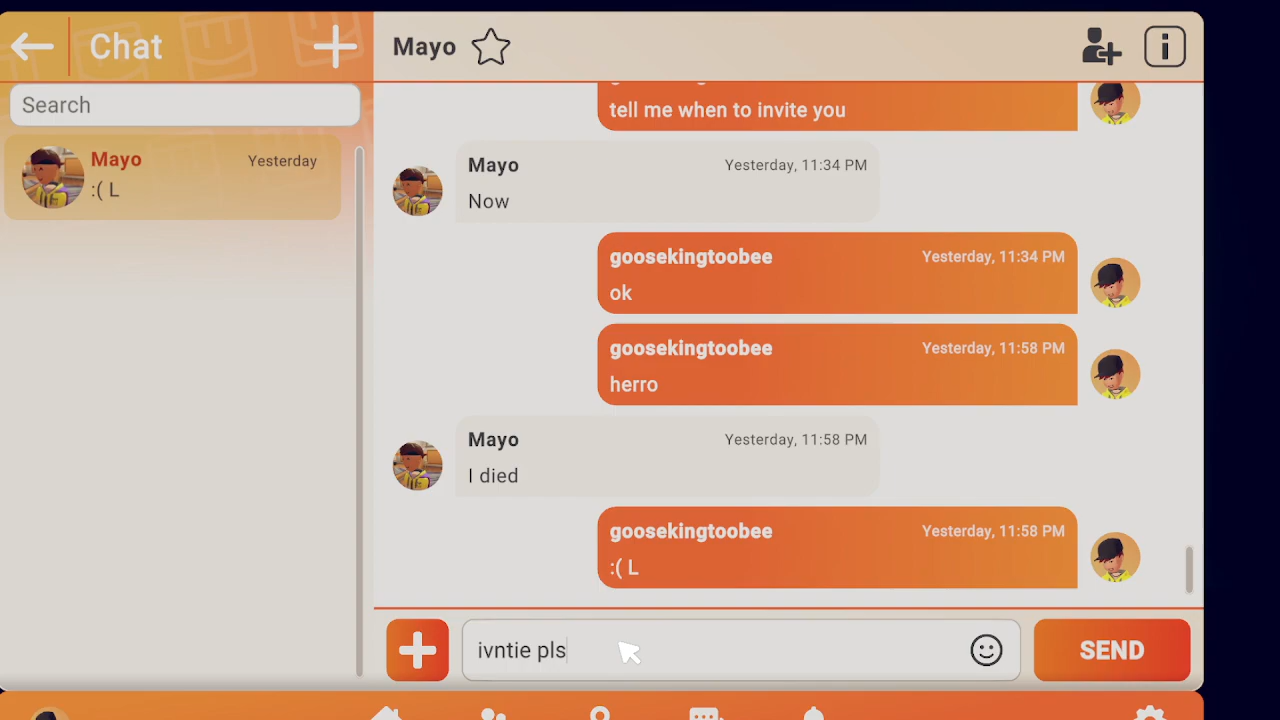 Chat
Search
Mayo
Yesterday
:( L
Mayo
tell me when to invite you
Mayo
Yesterday, 11:34 PM
Now
goosekingtoobee
Yesterday, 11:34 PM
ok
goosekingtoobee
Yesterday, 11:58 PM
herro
Mayo
Yesterday, 11:58 PM
I died
goosekingtoobee
Yesterday, 11:58 PM
:( L
ivntie pls
SEND